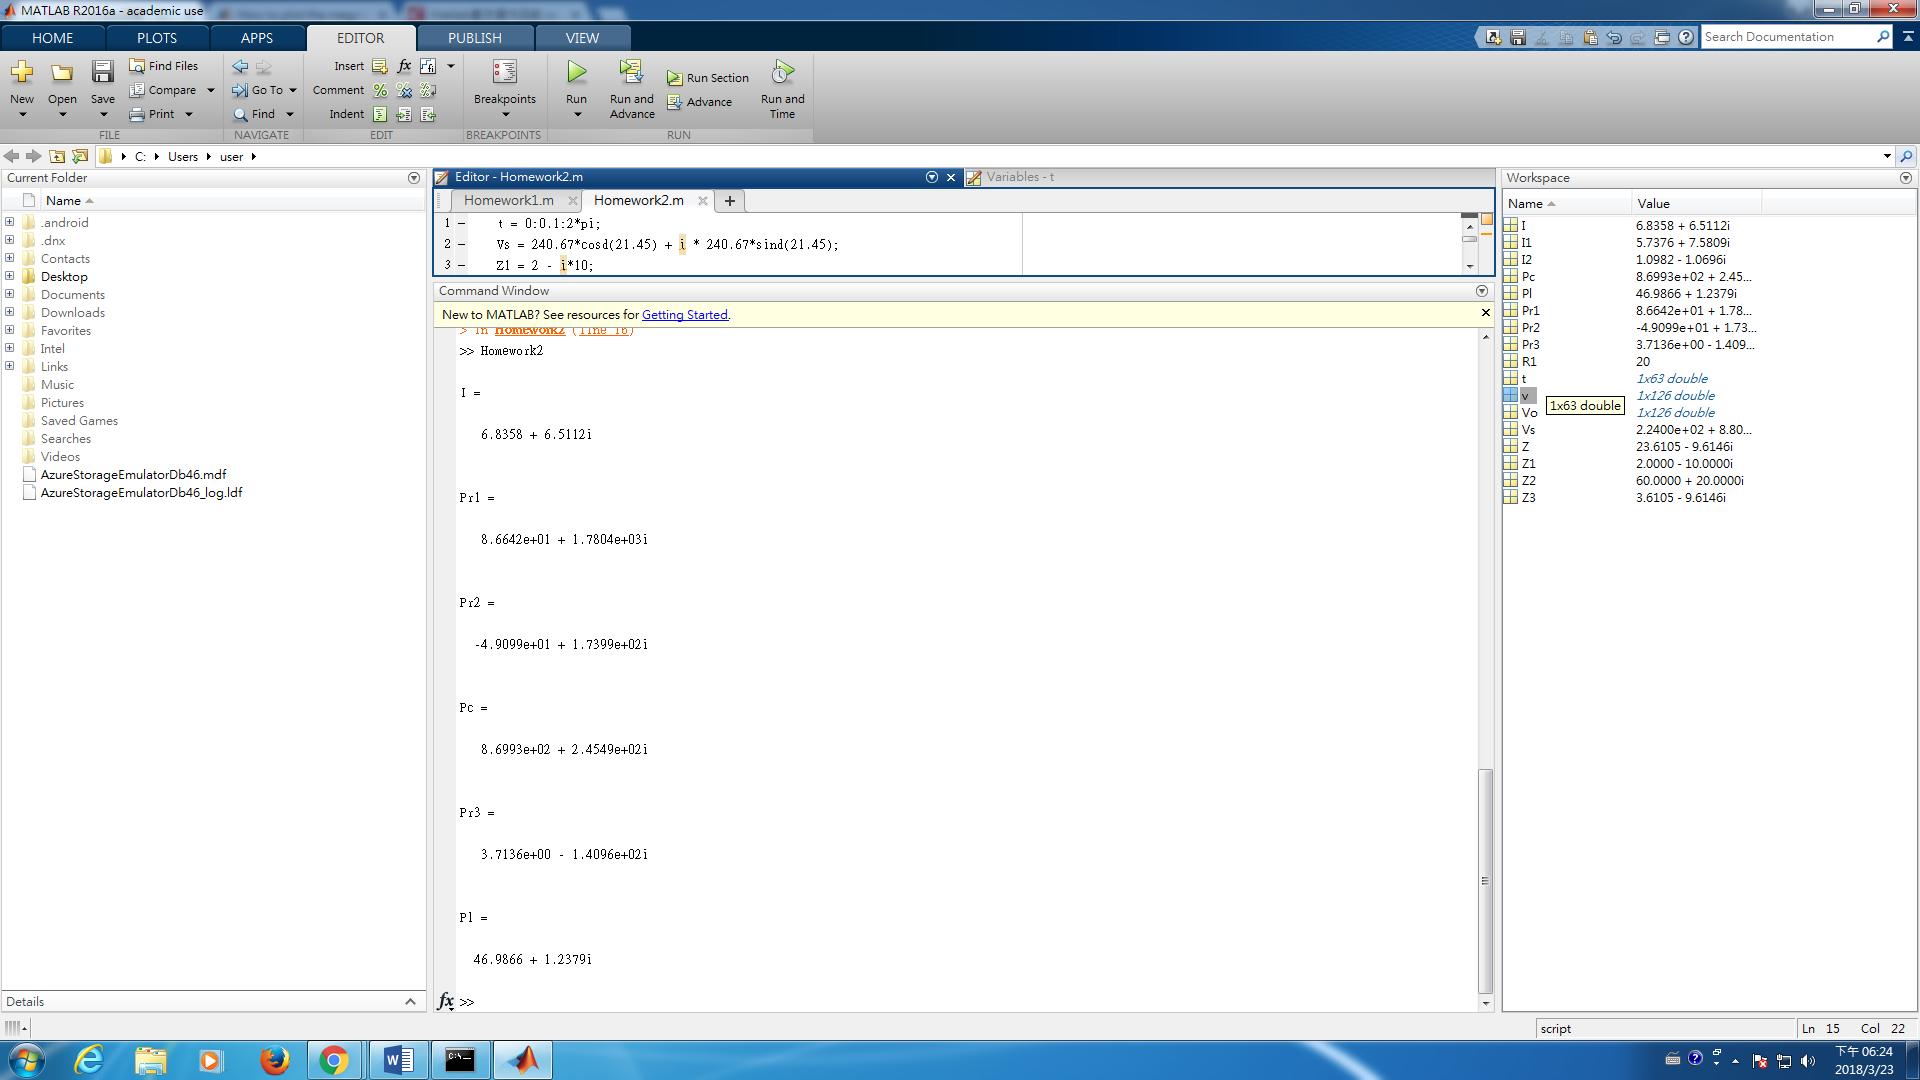 MATLAB R2016a - academic use
HOME PLOTS APPS EDITOR PUBLISH VIEW
Search Documentation
New Open Save
Find Files
Compare
Print
FILE
Go To
Find
NAVIGATE
Insert fx
Comment
Indent
EDIT
Breakpoints
BREAKPOINTS
Run
Run and Advance
Run Section
Advance
Run and Time
RUN
C: Users user
Current Folder
Name
.android
.dnx
Contacts
Desktop
Documents
Downloads
Favorites
Intel
Links
Music
Pictures
Saved Games
Searches
Videos
AzureStorageEmulatorDb46.mdf
AzureStorageEmulatorDb46_log.ldf
Details
Editor - Homework2.m
Variables - t
Homework1.m Homework2.m
1 - t = 0:0.1:2*pi;
2 - Vs = 240.67*cosd(21.45) + i * 240.67*sind(21.45);
3 - Z1 = 2 - i*10;
Command Window
New to MATLAB? See resources for Getting Started.
> In Homework2 (line 16)
>> Homework2
I =
6.8358 + 6.5112i
Pr1 =
8.6642e+01 + 1.7804e+03i
Pr2 =
-4.9099e+01 + 1.7399e+02i
Pc =
8.6993e+02 + 2.4549e+02i
Pr3 =
3.7136e+00 - 1.4096e+02i
Pl =
46.9866 + 1.2379i
fx >>
Workspace
Name Value
I 6.8358 + 6.5112i
I1 5.7376 + 7.5809i
I2 1.0982 - 1.0696i
Pc 8.6993e+02 + 2.45...
Pl 46.9866 + 1.2379i
Pr1 8.6642e+01 + 1.78...
Pr2 -4.9099e+01 + 1.73...
Pr3 3.7136e+00 - 1.409...
R1 20
t 1x63 double
v 1x126 double
1x63 double
Vo 1x126 double
Vs 2.2400e+02 + 8.80...
Z 23.6105 - 9.6146i
Z1 2.0000 - 10.0000i
Z2 60.0000 + 20.0000i
Z3 3.6105 - 9.6146i
script
Ln 15 Col 22
下午 06:24
2018/3/23